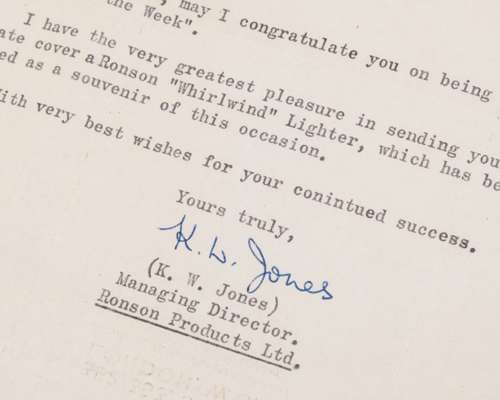 , may I congratulate you on being
the Week".
I have the very greatest pleasure in sending you
ate cover a Ronson "Whirlwind" Lighter, which has be
ed as a souvenir of this occasion.
ith very best wishes for your conintued success.
Yours truly,
K. W. Jones
(K. W. Jones)
Managing Director.
Ronson Products Ltd.